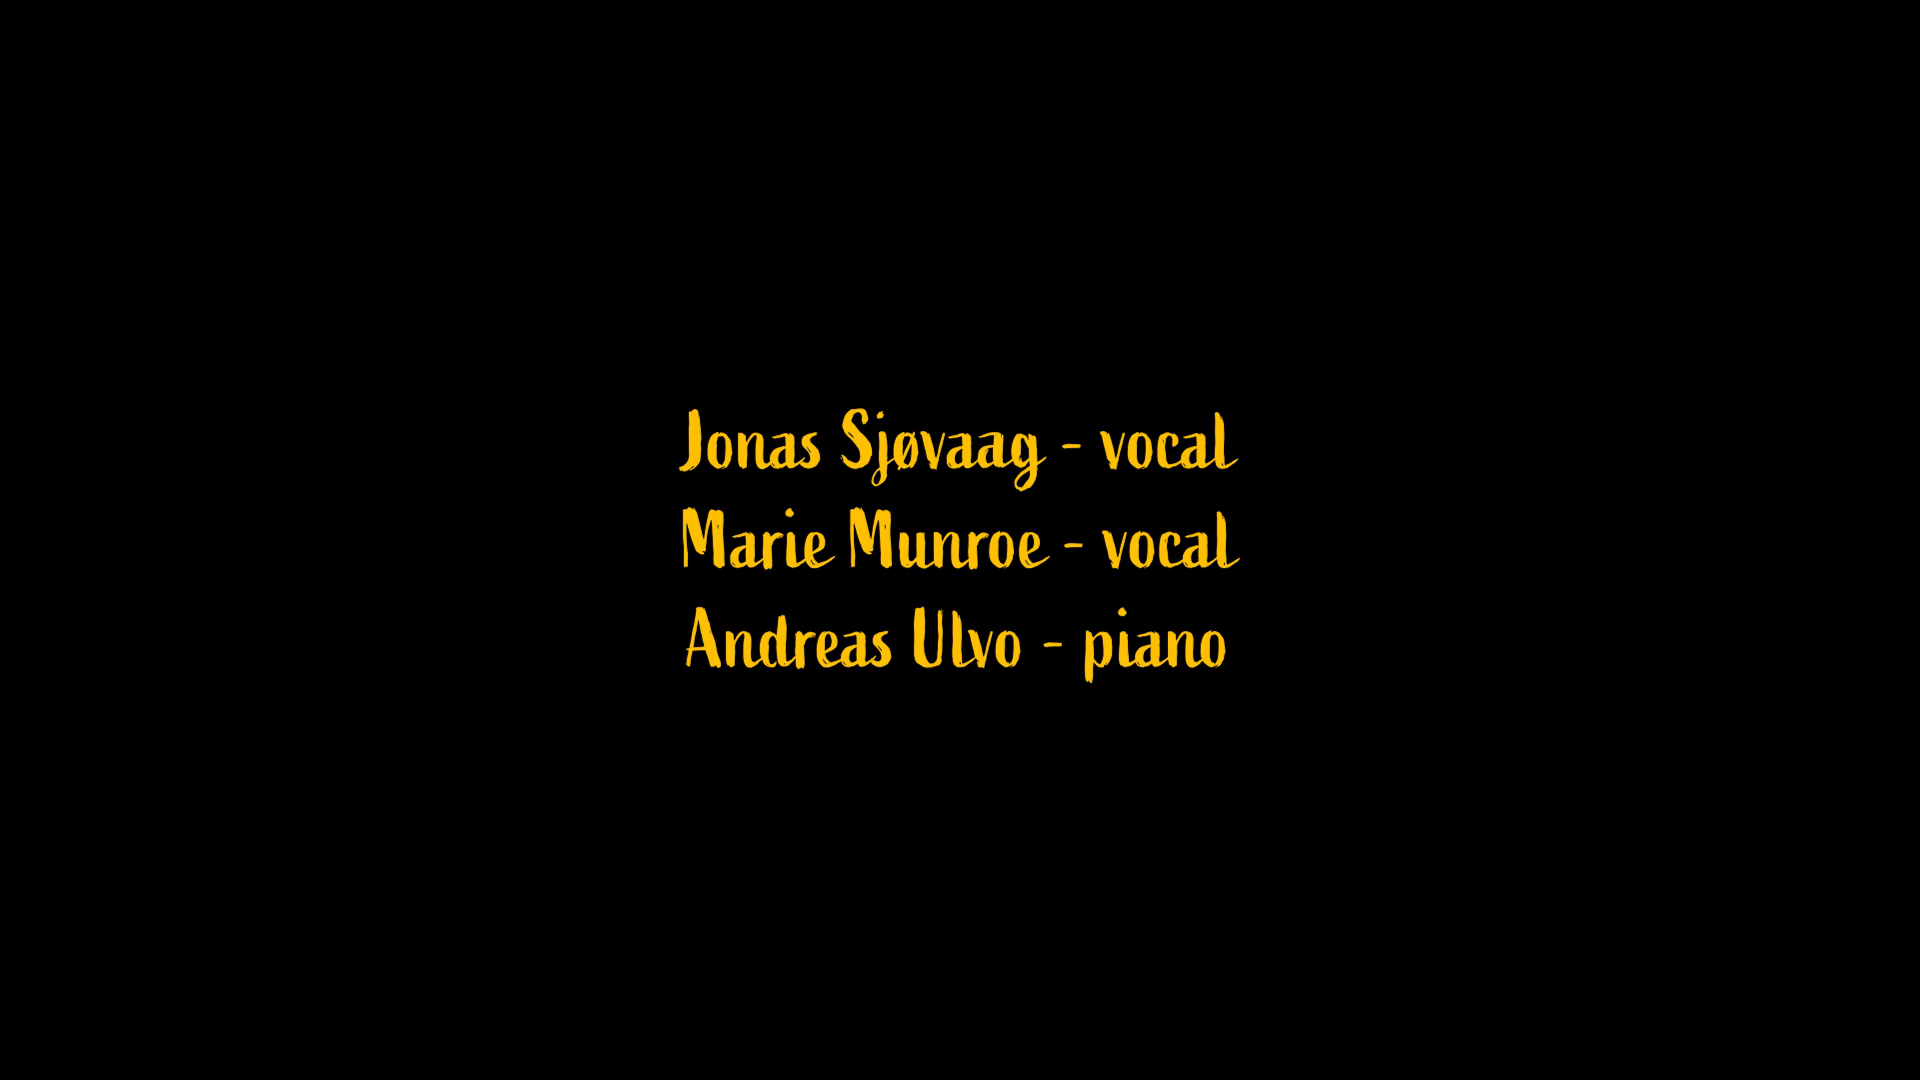 Jonas Sjøvaag - vocal
Marie Munroe - vocal
Andreas Ulvo - piano